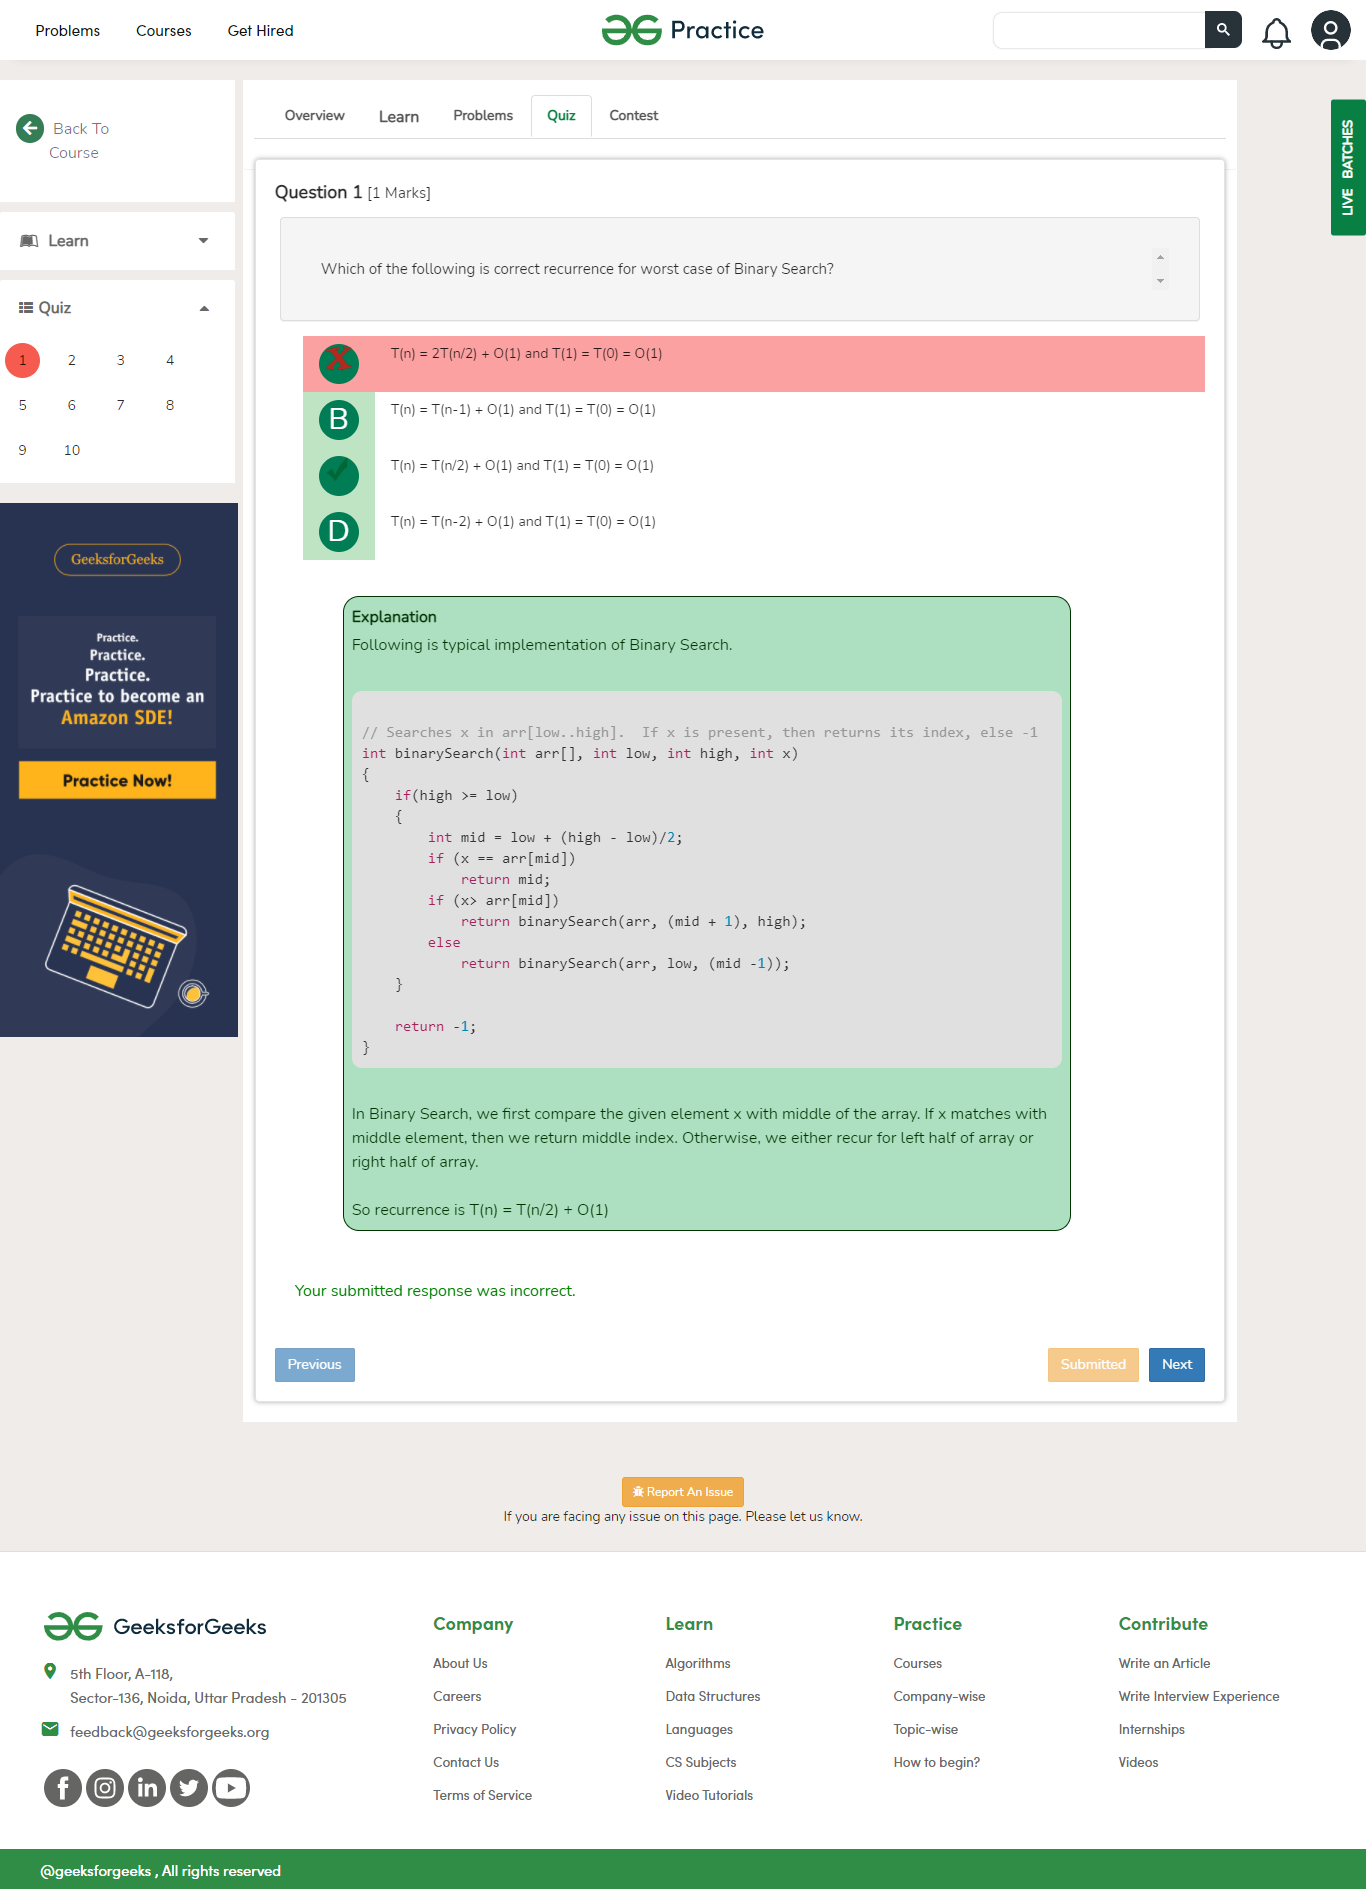 Problems
Courses
Get Hired
Practice
Back To
Course
Learn
Quiz
1 2 3 4
5 6 7 8
9 10
GeeksforGeeks
Practice.
Practice.
Practice.
Practice to become an
Amazon SDE!
Practice Now!
Overview
Learn
Problems
Quiz
Contest
LIVE BATCHES
Question 1 [1 Marks]
Which of the following is correct recurrence for worst case of Binary Search?
X T(n) = 2T(n/2) + O(1) and T(1) = T(0) = O(1)
B T(n) = T(n-1) + O(1) and T(1) = T(0) = O(1)
T(n) = T(n/2) + O(1) and T(1) = T(0) = O(1)
D T(n) = T(n-2) + O(1) and T(1) = T(0) = O(1)
Explanation
Following is typical implementation of Binary Search.
// Searches x in arr[low..high].  If x is present, then returns its index, else -1
int binarySearch(int arr[], int low, int high, int x)
{
if(high >= low)
{
int mid = low + (high - low)/2;
if (x == arr[mid])
return mid;
if (x> arr[mid])
return binarySearch(arr, (mid + 1), high);
else
return binarySearch(arr, low, (mid -1));
}
return -1;
}
In Binary Search, we first compare the given element x with middle of the array. If x matches with
middle element, then we return middle index. Otherwise, we either recur for left half of array or
right half of array.
So recurrence is T(n) = T(n/2) + O(1)
Your submitted response was incorrect.
Previous
Submitted
Next
Report An Issue
If you are facing any issue on this page. Please let us know.
GeeksforGeeks
5th Floor, A-118,
Sector-136, Noida, Uttar Pradesh - 201305
feedback@geeksforgeeks.org
Company
About Us
Careers
Privacy Policy
Contact Us
Terms of Service
Learn
Algorithms
Data Structures
Languages
CS Subjects
Video Tutorials
Practice
Courses
Company-wise
Topic-wise
How to begin?
Contribute
Write an Article
Write Interview Experience
Internships
Videos
@geeksforgeeks , All rights reserved